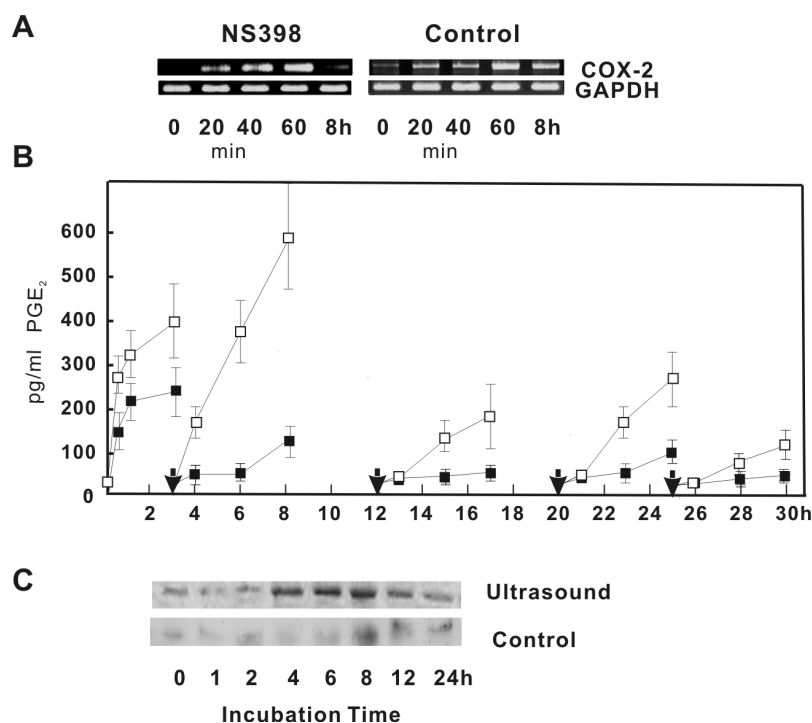 A
NS398 Control
COX-2
GAPDH
0 20 40 60 8h 0 20 40 60 8h
min min
B
600
500
400
300
200
100
0
pg/ml PGE2
2 4 6 8 10 12 14 16 18 20 22 24 26 28 30h
C
Ultrasound
Control
0 1 2 4 6 8 12 24h
Incubation Time